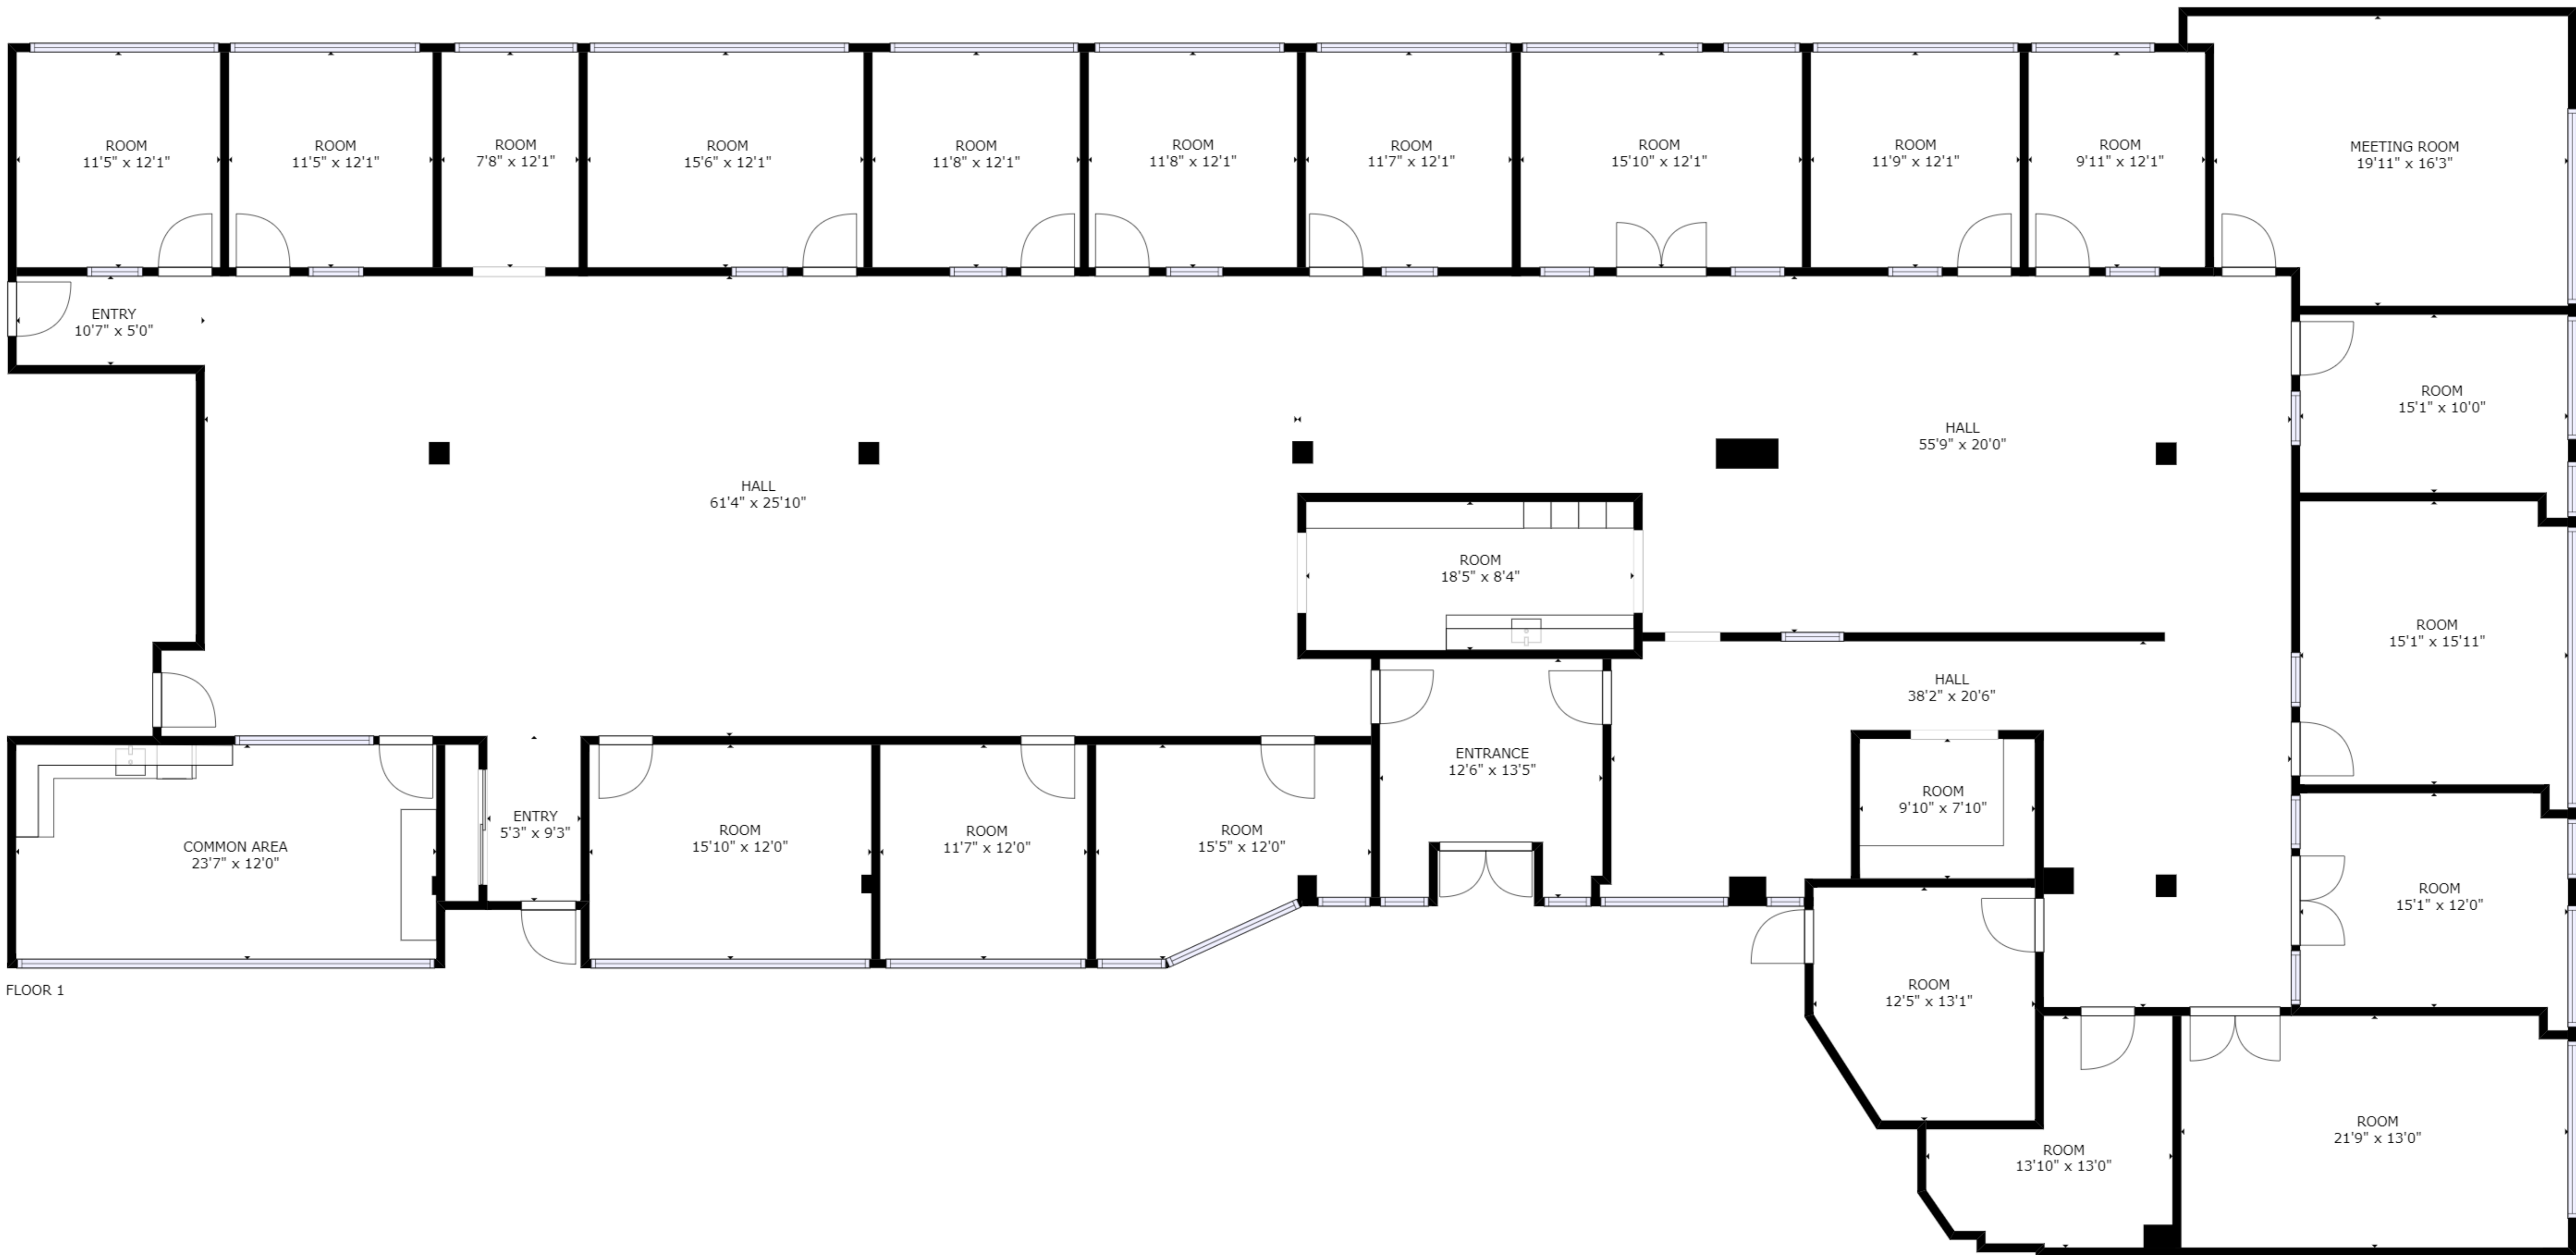 ROOM
11'5" x 12'1"
ROOM
11'5" x 12'1"
ROOM
7'8" x 12'1"
ROOM
15'6" x 12'1"
ROOM
11'8" x 12'1"
ROOM
11'8" x 12'1"
ROOM
11'7" x 12'1"
ROOM
15'10" x 12'1"
ROOM
11'9" x 12'1"
ROOM
9'11" x 12'1"
MEETING ROOM
19'11" x 16'3"
ENTRY
10'7" x 5'0"
ROOM
15'1" x 10'0"
HALL
55'9" x 20'0"
HALL
61'4" x 25'10"
ROOM
18'5" x 8'4"
ROOM
15'1" x 15'11"
HALL
38'2" x 20'6"
ENTRANCE
12'6" x 13'5"
ROOM
9'10" x 7'10"
ENTRY
5'3" x 9'3"
COMMON AREA
23'7" x 12'0"
ROOM
15'10" x 12'0"
ROOM
11'7" x 12'0"
ROOM
15'5" x 12'0"
ROOM
15'1" x 12'0"
FLOOR 1
ROOM
12'5" x 13'1"
ROOM
13'10" x 13'0"
ROOM
21'9" x 13'0"